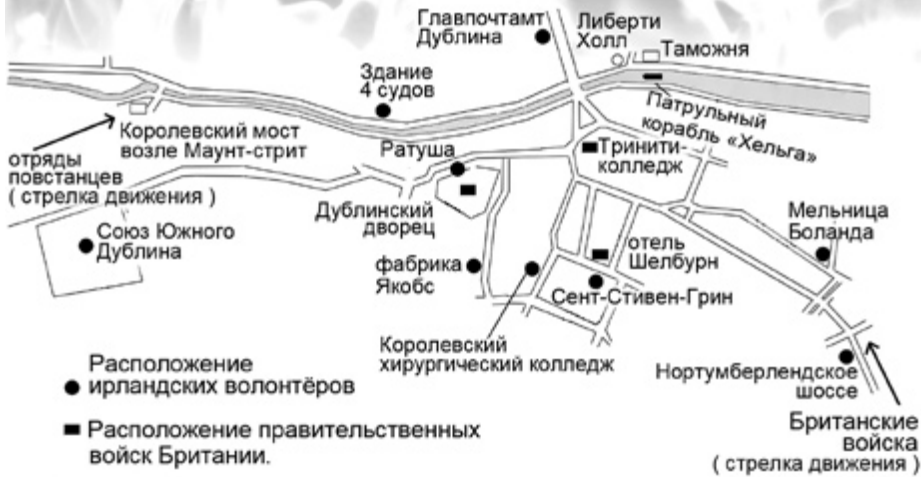 Главпочтамт
Дублина
Либерти
Холл
Таможня
Здание
4 судов
Патрульный
корабль «Хельга»
Королевский мост
возле Маунт-стрит
отряды
повстанцев
( стрелка движения )
Ратуша
Тринити-
колледж
Дублинский
дворец
Союз Южного
Дублина
Мельница
Боланда
отель
Шелбурн
фабрика
Якобс
Сент-Стивен-Грин
Королевский
хирургический колледж
Нортумберлендское
шоссе
Британские
войска
( стрелка движения )
Расположение
ирландских волонтёров
Расположение правительственных
войск Британии.